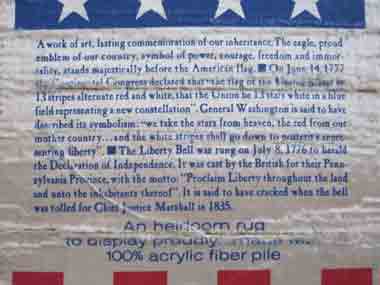 A work of art, lasting commemoration of our inheritance. The eagle, proud
emblem of our country, symbol of power, courage, freedom and immor-
tality, stands majestically before the American flag. ■ On June 14, 1777
the Continental Congress declared that the flag of the United States be
13 stripes alternate red and white, that the Union be 13 stars white in a blue
field representing a new constellation". General Washington is said to have
described its symbolism: "we take the stars from heaven, the red from our
mother country...and the white stripes shall go down to posterity repre-
senting liberty". ■ The Liberty Bell was rung on July 8, 1776 to herald
the Declaration of Independence. It was cast by the British for their Penn-
sylvania Province, with the motto: "Proclaim Liberty throughout the land
and unto the inhabitants thereof". It is said to have cracked when the bell
was tolled for Chief Justice Marshall in 1835.
An heirloom rug
to display proudly
100% acrylic fiber pile